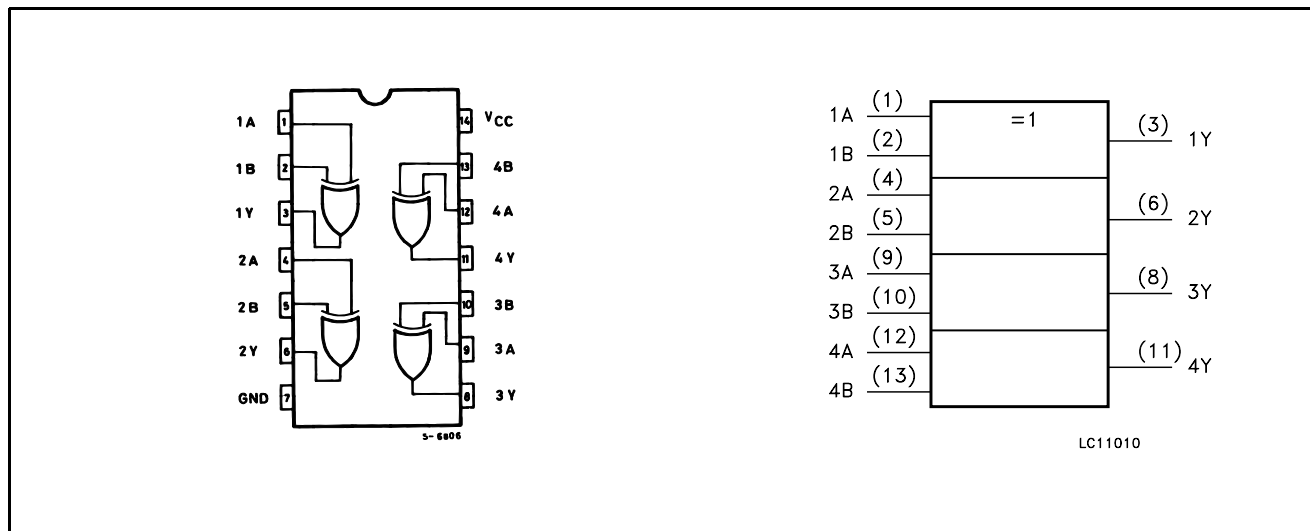 1A 1 14 VCC
1B 2 13 4B
1Y 3 12 4A
2A 4 11 4Y
2B 5 10 3B
2Y 6 9 3A
GND 7 8 3Y
S-6806
=1
1A (1)
1B (2)
2A (4)
2B (5)
3A (9)
3B (10)
4A (12)
4B (13)
(3) 1Y
(6) 2Y
(8) 3Y
(11) 4Y
LC11010